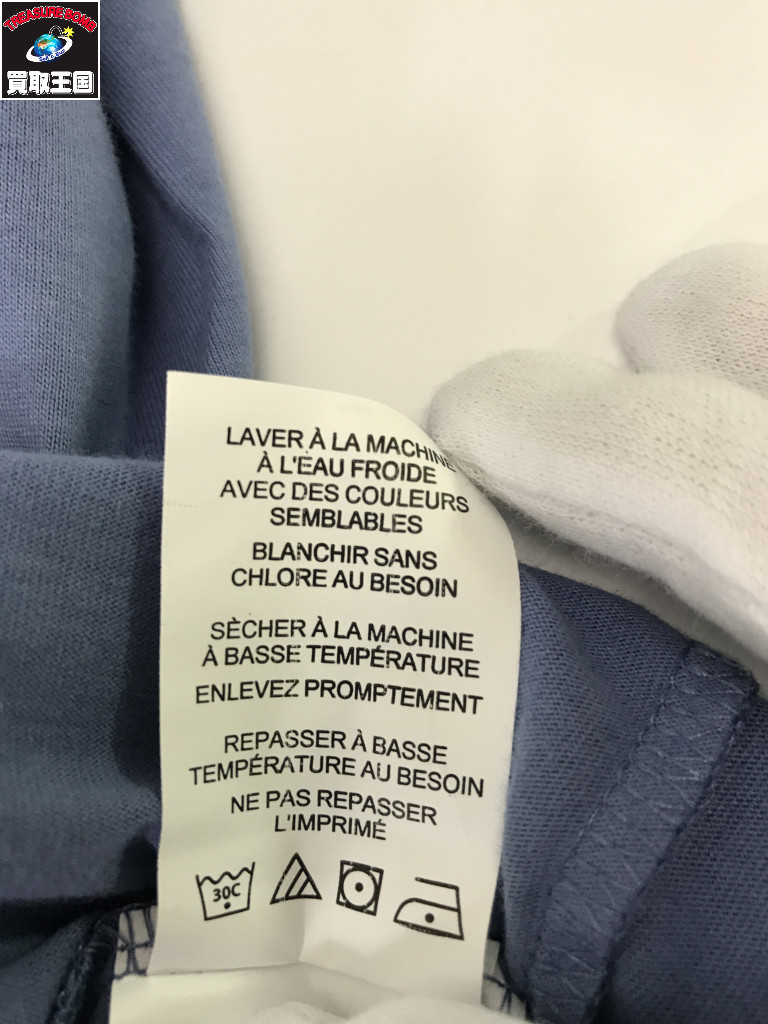 TREASURE BOMB
買取王国
LAVER À LA MACHINE
À L'EAU FROIDE
AVEC DES COULEURS
SEMBLABLES
BLANCHIR SANS
CHLORE AU BESOIN
SÈCHER À LA MACHINE
À BASSE TEMPÉRATURE
ENLEVEZ PROMPTEMENT
REPASSER À BASSE
TEMPÉRATURE AU BESOIN
NE PAS REPASSER
L'IMPRIMÉ
30C